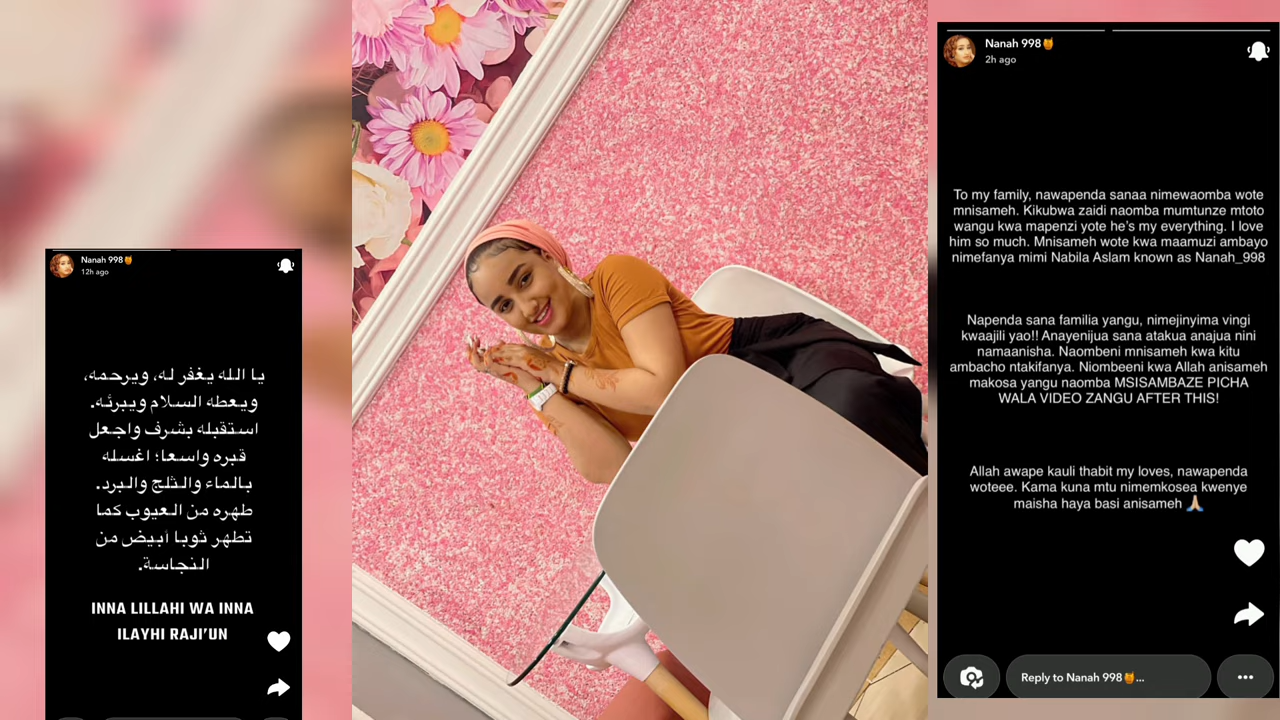 Nanah 998🍯
12h ago
يا الله يغفر له، ويرحمه،
ويعطه السلام ويبرئه.
استقبله بشرف واجعل
قبره واسعا؛ اغسله
بالماء والثلج والبرد.
طهره من العيوب كما
تطهر ثوبا أبيض من
النجاسة.
INNA LILLAHI WA INNA
ILAYHI RAJI'UN
Nanah 998🍯
2h ago
To my family, nawapenda sanaa nimewaomba wote
mnisameh. Kikubwa zaidi naomba mumtunze mtoto
wangu kwa mapenzi yote he's my everything. I love
him so much. Mnisameh wote kwa maamuzi ambayo
nimefanya mimi Nabila Aslam known as Nanah_998
Napenda sana familia yangu, nimejinyima vingi
kwaajili yao!! Anayenijua sana atakua anajua nini
namaanisha. Naombeni mnisameh kwa kitu
ambacho ntakifanya. Niombeeni kwa Allah anisameh
makosa yangu naomba MSISAMBAZE PICHA
WALA VIDEO ZANGU AFTER THIS!
Allah awape kauli thabit my loves, nawapenda
woteee. Kama kuna mtu nimemkosea kwenye
maisha haya basi anisameh 🙏🏼
Reply to Nanah 998🍯...